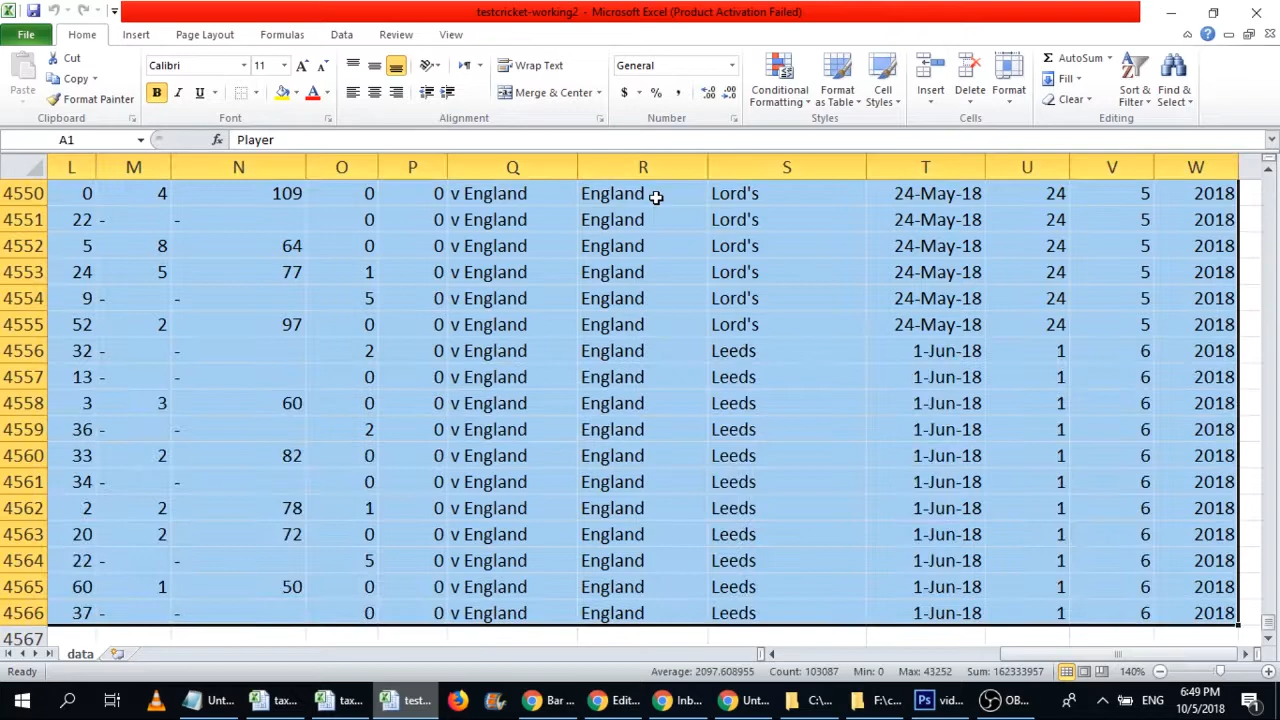 testcricket-working2 - Microsoft Excel (Product Activation Failed)
File Home Insert Page Layout Formulas Data Review View
Paste Cut Copy Format Painter Clipboard
Calibri 11 A A B I U A Font
Wrap Text Merge & Center Alignment
General $ % , .0 .00 .00 .0 Number
Conditional Formatting Format as Table Cell Styles Styles
Insert Delete Format Cells
Σ AutoSum Fill Clear Sort & Filter Find & Select Editing
A1 fx Player
L M N O P Q R S T U V W
4550 0 4 109 0 0 v England England Lord's 24-May-18 24 5 2018
4551 22 - - 0 0 v England England Lord's 24-May-18 24 5 2018
4552 5 8 64 0 0 v England England Lord's 24-May-18 24 5 2018
4553 24 5 77 1 0 v England England Lord's 24-May-18 24 5 2018
4554 9 - - 5 0 v England England Lord's 24-May-18 24 5 2018
4555 52 2 97 0 0 v England England Lord's 24-May-18 24 5 2018
4556 32 - - 2 0 v England England Leeds 1-Jun-18 1 6 2018
4557 13 - - 0 0 v England England Leeds 1-Jun-18 1 6 2018
4558 3 3 60 0 0 v England England Leeds 1-Jun-18 1 6 2018
4559 36 - - 2 0 v England England Leeds 1-Jun-18 1 6 2018
4560 33 2 82 0 0 v England England Leeds 1-Jun-18 1 6 2018
4561 34 - - 0 0 v England England Leeds 1-Jun-18 1 6 2018
4562 2 2 78 1 0 v England England Leeds 1-Jun-18 1 6 2018
4563 20 2 72 0 0 v England England Leeds 1-Jun-18 1 6 2018
4564 22 - - 5 0 v England England Leeds 1-Jun-18 1 6 2018
4565 60 1 50 0 0 v England England Leeds 1-Jun-18 1 6 2018
4566 37 - - 0 0 v England England Leeds 1-Jun-18 1 6 2018
4567
data
Ready Average: 2097.608955 Count: 103087 Min: 0 Max: 43252 Sum: 162333957 140%
Unt... tax... tax... test... Bar ... Edit... Inb... Unt... C:\... F:\c... Ps vid... OB... ENG 6:49 PM
10/5/2018